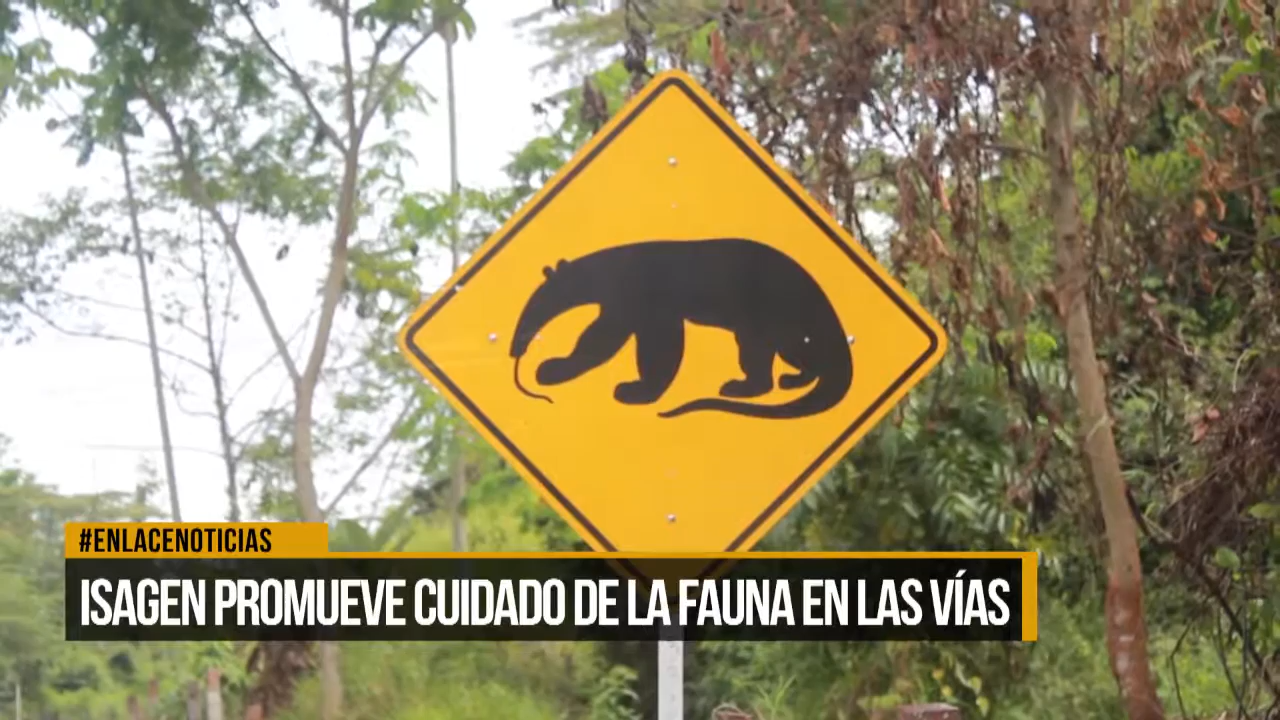 #ENLACENOTICIAS
ISAGEN PROMUEVE CUIDADO DE LA FAUNA EN LAS VÍAS